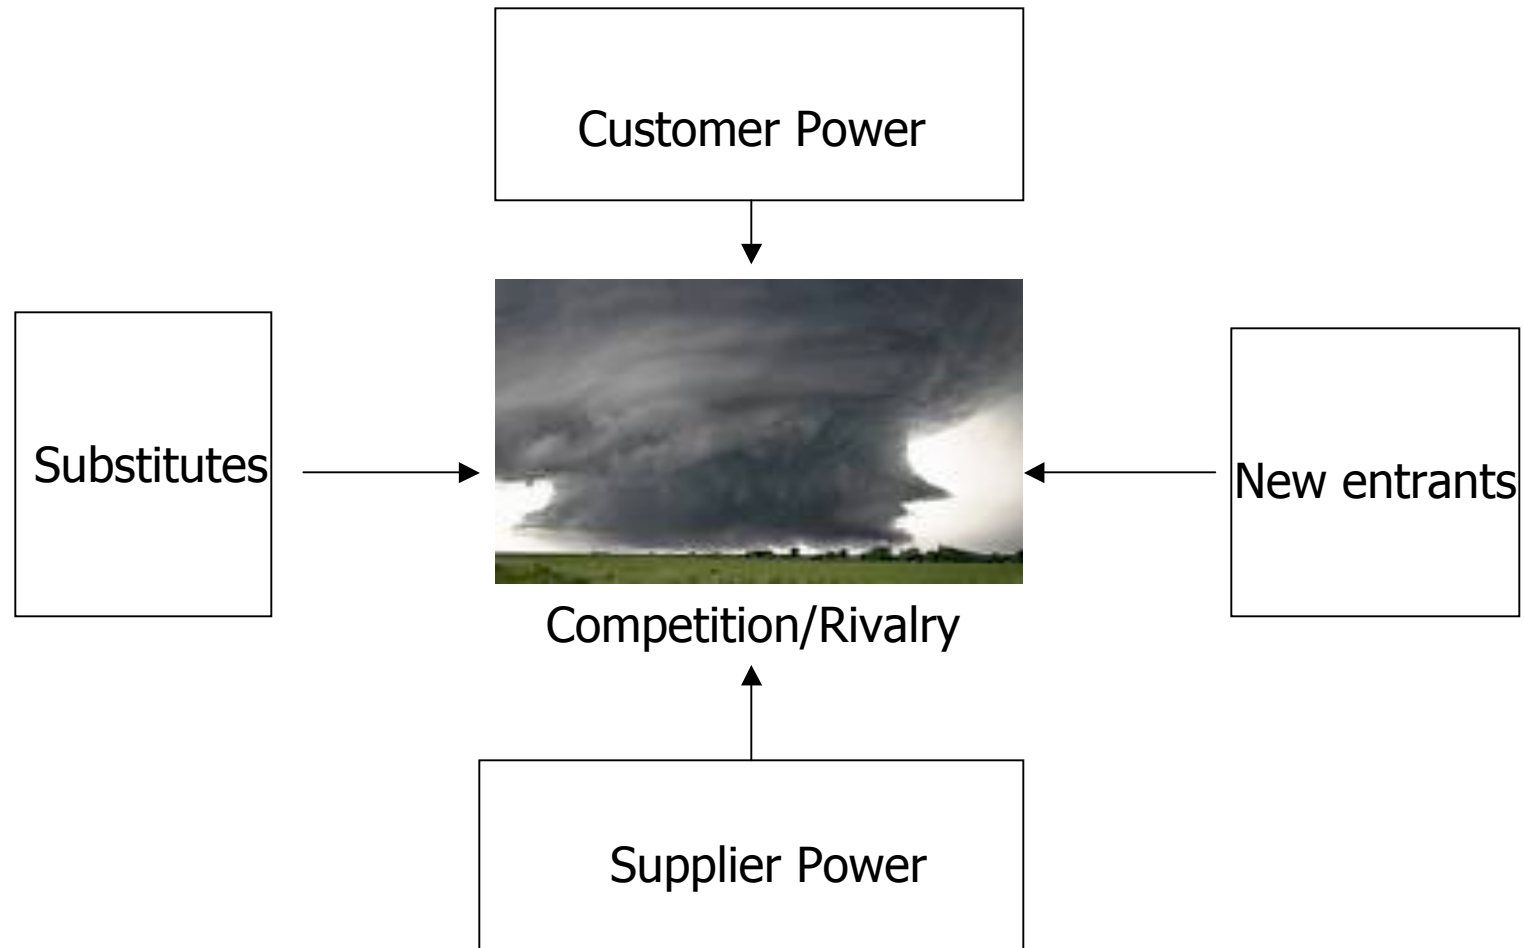 Customer Power
Substitutes
New entrants
Competition/Rivalry
Supplier Power